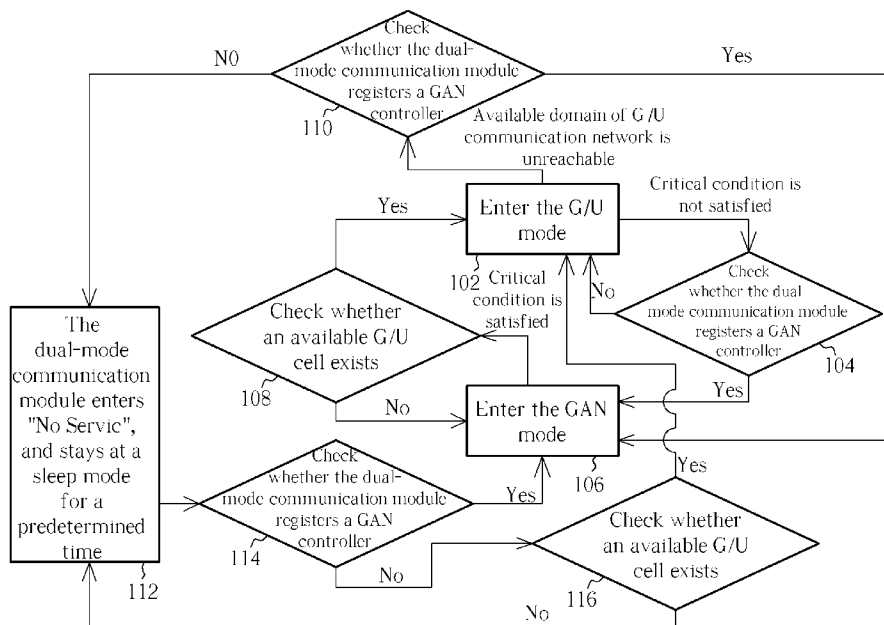 Check
whether the dual-
mode communication module
registers a GAN
controller
NO
Yes
110
Available domain of G/U
communication network is
unreachable
Enter the G/U
mode
102
Critical condition is
not satisfied
Yes
Critical
condition is
satisfied
No
Check
whether the dual
mode communication module
registers a GAN
controller
104
Yes
Check whether
an available G/U
cell exists
108
No
Enter the GAN
mode
106
The
dual-mode
communication
module enters
"No Servic",
and stays at a
sleep mode
for a
predetermined
time
112
Check
whether the dual-
mode communication module
registers a GAN
controller
114
Yes
No
Yes
Check whether
an available G/U
cell exists
116
No